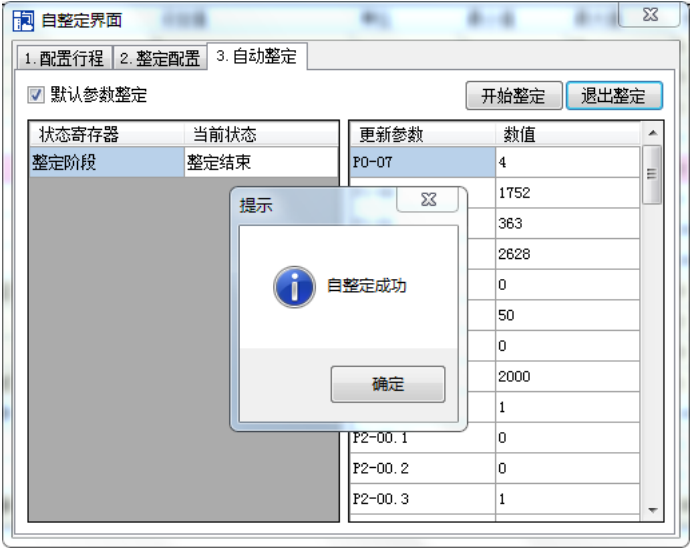 自整定界面
1.配置行程 2.整定配置 3.自动整定
默认参数整定 开始整定 退出整定
状态寄存器 当前状态 更新参数 数值
整定阶段 整定结束 P0-07 4
提示 1752
363
2628
自整定成功 0
50
0
确定 2000
1
P2-00.1 0
P2-00.2 0
P2-00.3 1